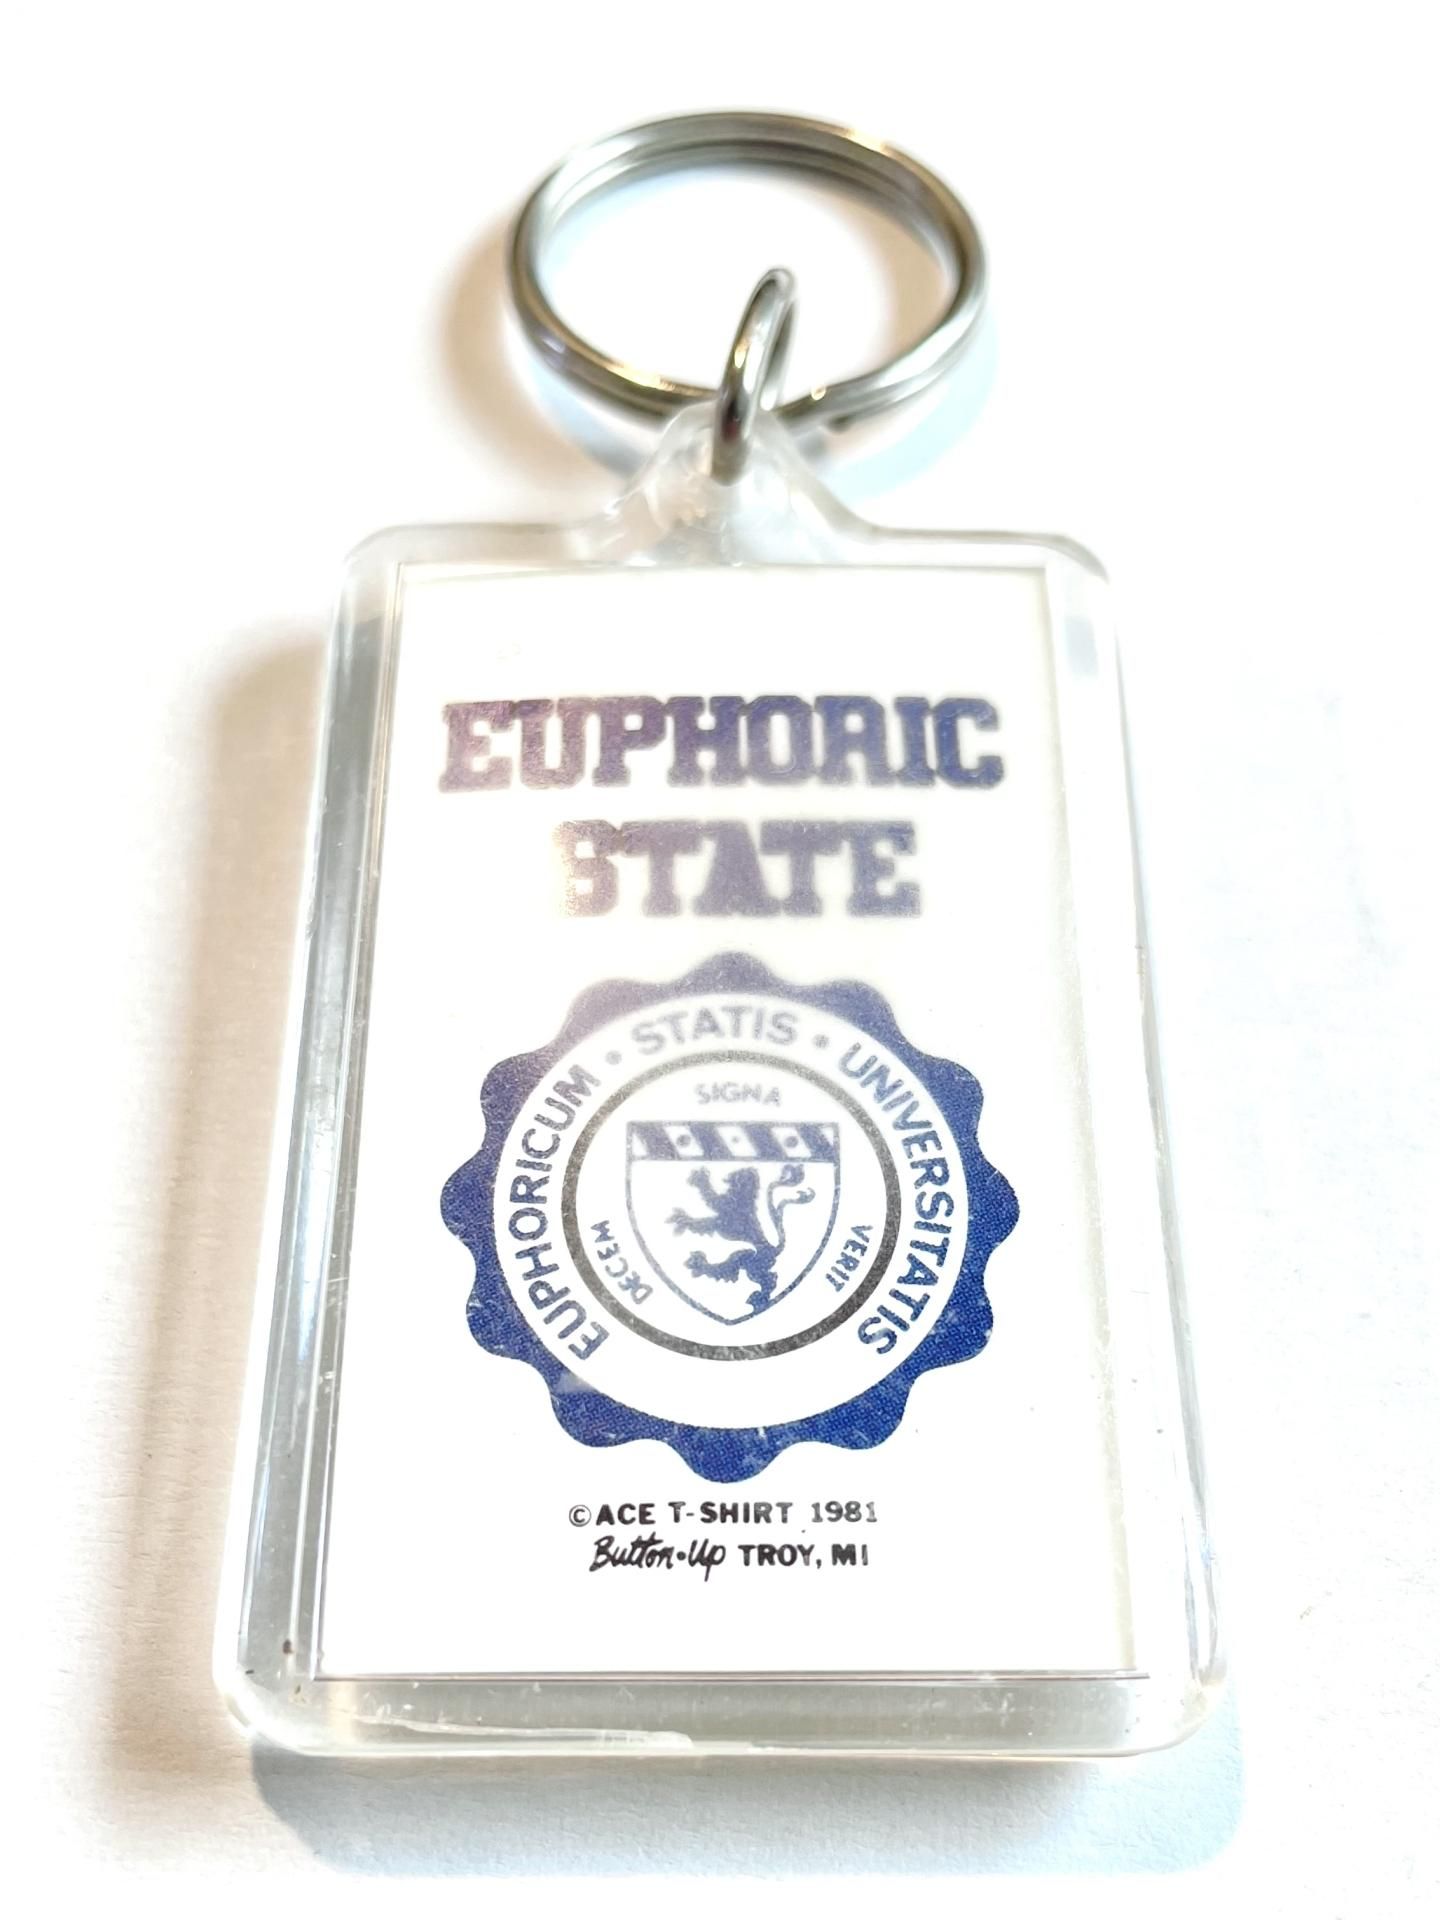 EUPHORIC
STATE
EUPHORICUM • STATIS • UNIVERSITATIS
SIGNA
DECEM
VERIT
© ACE T-SHIRT 1981
Button•Up TROY, MI